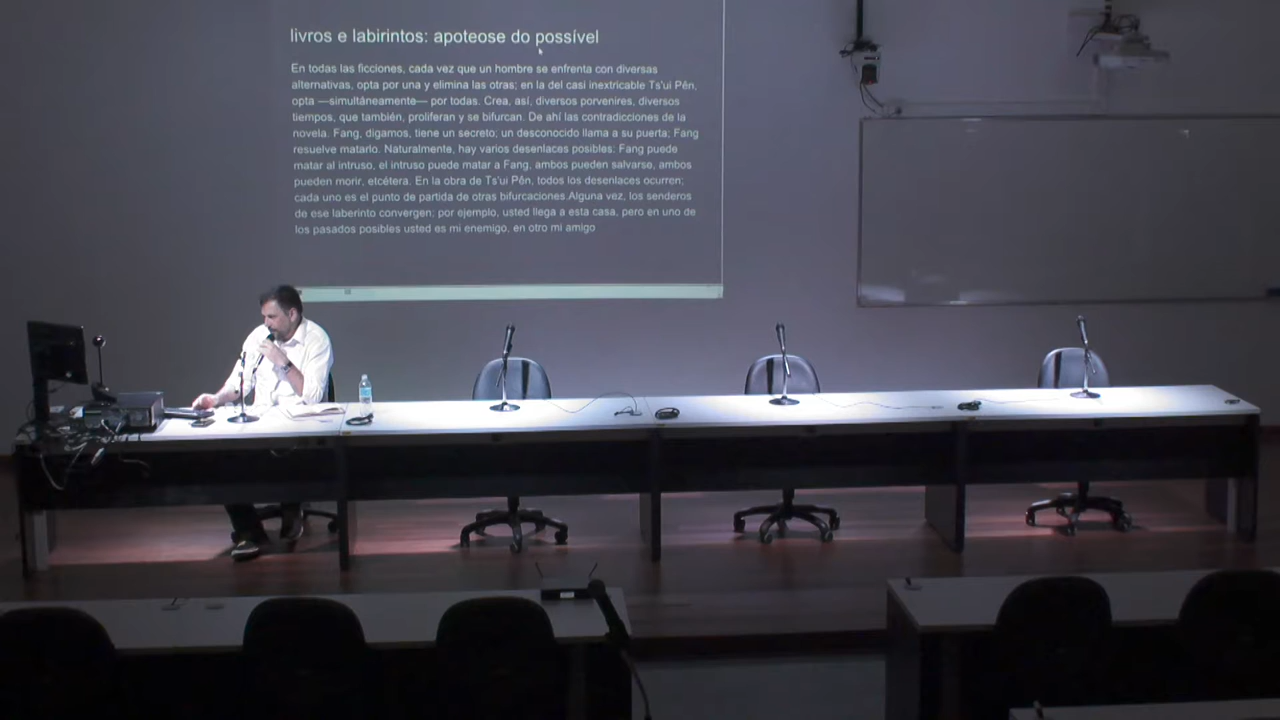 livros e labirintos: apoteose do possível
En todas las ficciones, cada vez que un hombre se enfrenta con diversas
alternativas, opta por una y elimina las otras; en la del casi inextricable Ts'ui Pên,
opta —simultáneamente— por todas. Crea, así, diversos porvenires, diversos
tiempos, que también, proliferan y se bifurcan. De ahí las contradicciones de la
novela. Fang, digamos, tiene un secreto; un desconocido llama a su puerta; Fang
resuelve matarlo. Naturalmente, hay varios desenlaces posibles: Fang puede
matar al intruso, el intruso puede matar a Fang, ambos pueden salvarse, ambos
pueden morir, etcétera. En la obra de Ts'ui Pên, todos los desenlaces ocurren;
cada uno es el punto de partida de otras bifurcaciones.Alguna vez, los senderos
de ese laberinto convergen: por ejemplo, usted llega a esta casa, pero en uno de
los pasados posibles usted es mi enemigo, en otro mi amigo